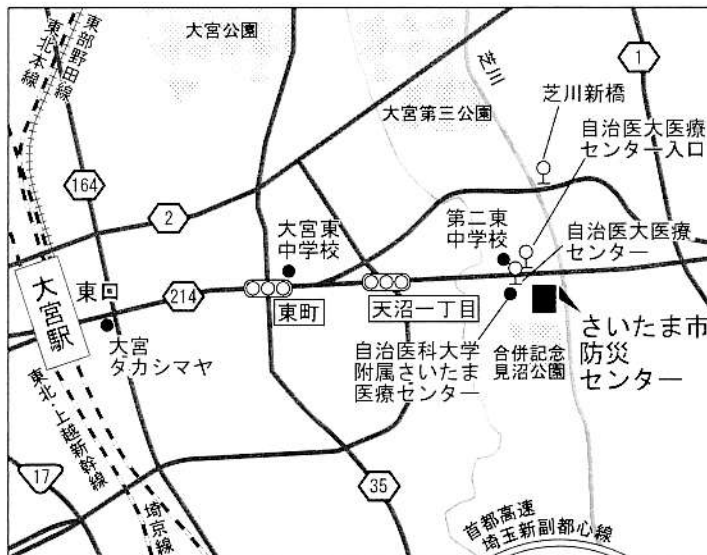 大宮公園
芝川
1
東武野田線
東北本線
大宮第三公園
芝川新橋
自治医大医療
センター入口
164
2
大宮東
中学校
第二東
中学校
自治医大医療
センター
大宮駅
東口
214
東町
天沼一丁目
大宮
タカシマヤ
自治医科大学
附属さいたま
医療センター
合併記念
見沼公園
さいたま市
防災
センター
東北・上越新幹線
17
埼京線
35
首都高速
埼玉新都心線